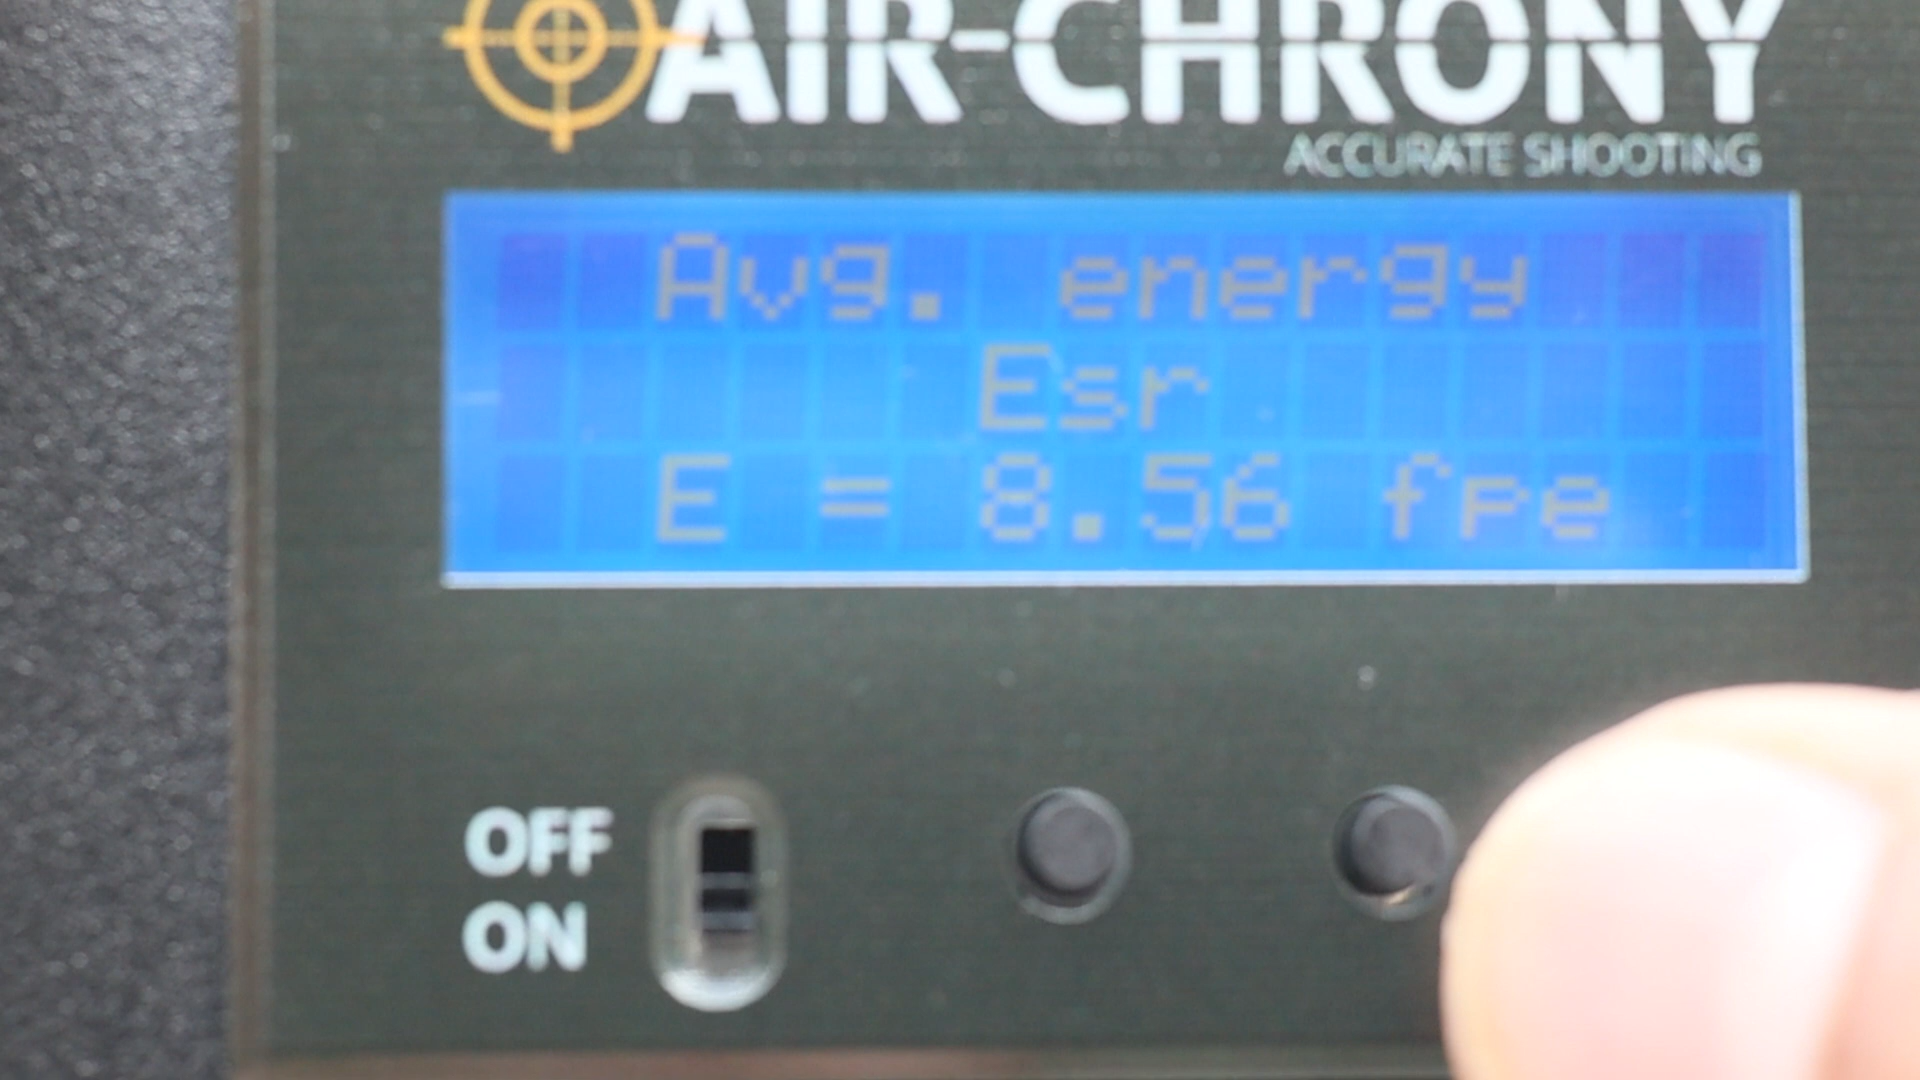 AIR-CHRONY
ACCURATE SHOOTING
Avg. energy
Esr
E = 8.56 fpe
OFF
ON